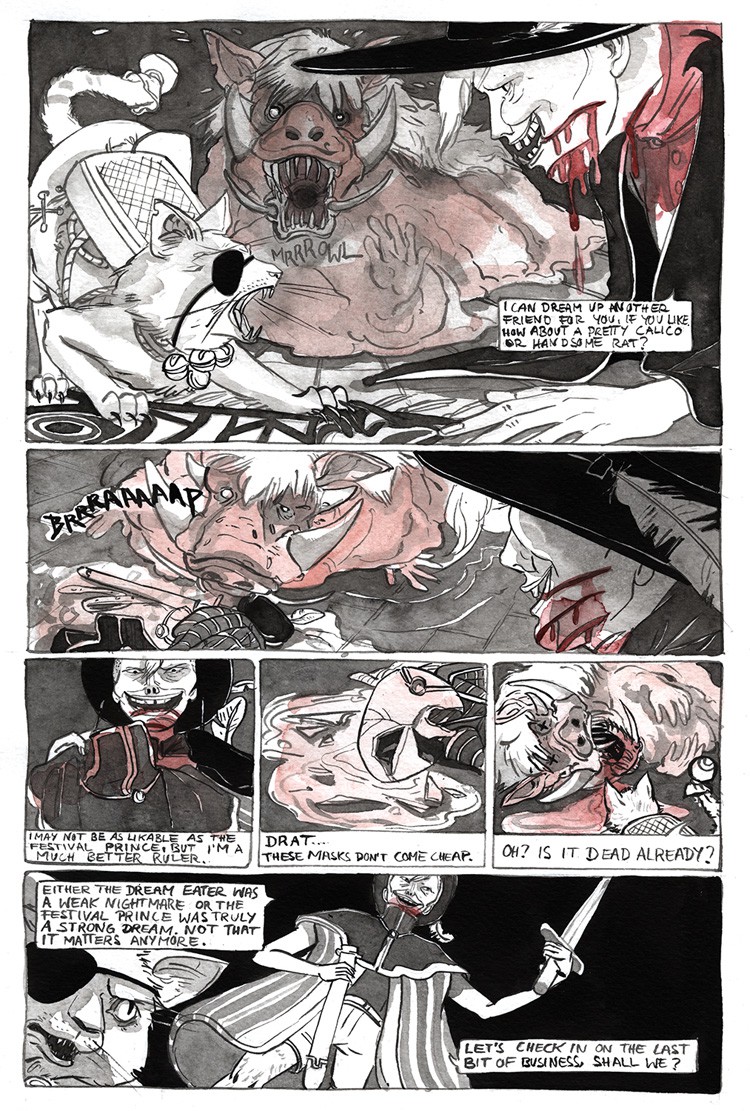 MRRROWL
I CAN DREAM UP ANOTHER
FRIEND FOR YOU, IF YOU LIKE.
HOW ABOUT A PRETTY CALICO
OR HANDSOME RAT?
BRRRAAAAAP
I MAY NOT BE AS LIKABLE AS THE
FESTIVAL PRINCE, BUT I'M A
MUCH BETTER RULER.
DRAT....
THESE MASKS DON'T COME CHEAP.
OH? IS IT DEAD ALREADY?
EITHER THE DREAM EATER WAS
A WEAK NIGHTMARE OR THE
FESTIVAL PRINCE WAS TRULY
A STRONG DREAM. NOT THAT
IT MATTERS ANYMORE.
LET'S CHECK IN ON THE LAST
BIT OF BUSINESS, SHALL WE?